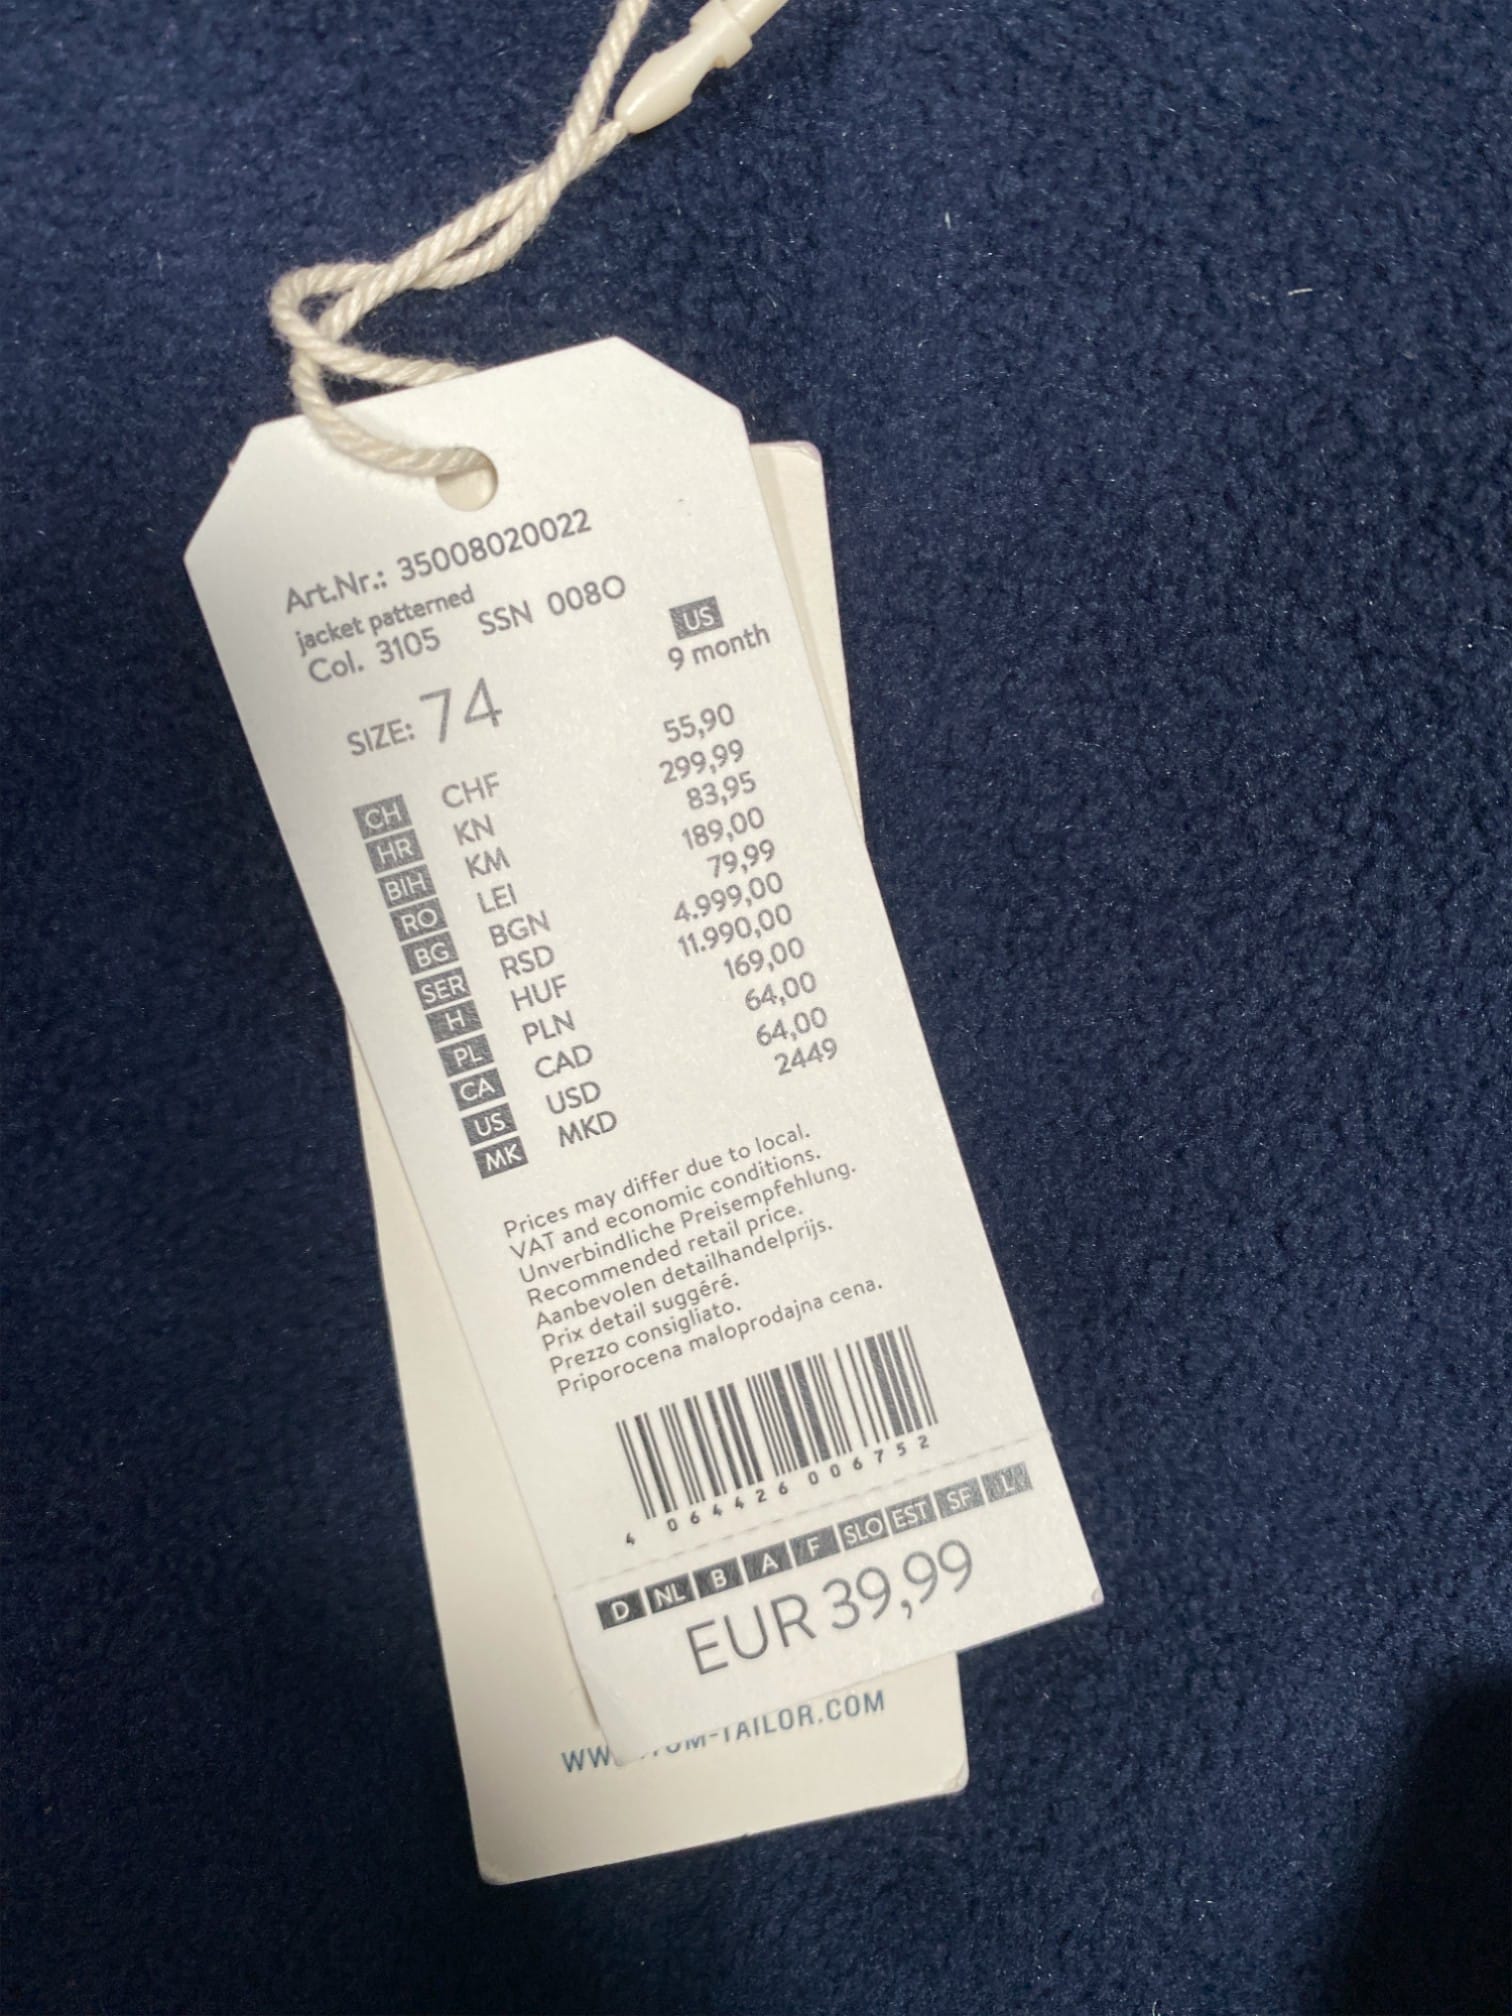 Art.Nr.: 35008020022
jacket patterned
Col. 3105 SSN 008O
US
9 month
SIZE: 74
CH CHF 55,90
HR KN 299,99
BIH KM 83,95
RO LEI 189,00
BG BGN 79,99
SER RSD 4.999,00
H HUF 11.990,00
PL PLN 169,00
CA CAD 64,00
US USD 64,00
MK MKD 2449
Prices may differ due to local.
VAT and economic conditions.
Unverbindliche Preisempfehlung.
Recommended retail price.
Aanbevolen detailhandelprijs.
Prix detail suggéré.
Prezzo consigliato.
Priporocena maloprodajna cena.
4 064426 006752
D NL B A F SLO EST SF
EUR 39,99
TAILOR.COM